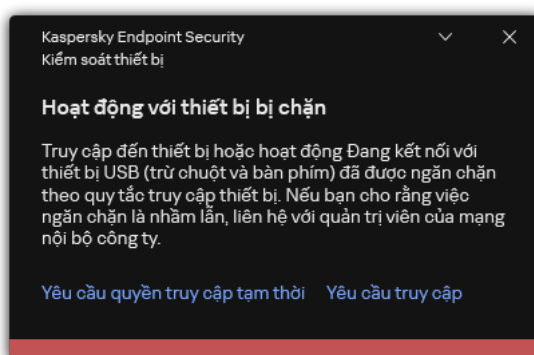 Kaspersky Endpoint Security
Kiểm soát thiết bị
Hoạt động với thiết bị bị chặn
Truy cập đến thiết bị hoặc hoạt động Đang kết nối với
thiết bị USB (trừ chuột và bàn phím) đã được ngăn chặn
theo quy tắc truy cập thiết bị. Nếu bạn cho rằng việc
ngăn chặn là nhầm lẫn, liên hệ với quản trị viên của mạng
nội bộ công ty.
Yêu cầu quyền truy cập tạm thời Yêu cầu truy cập